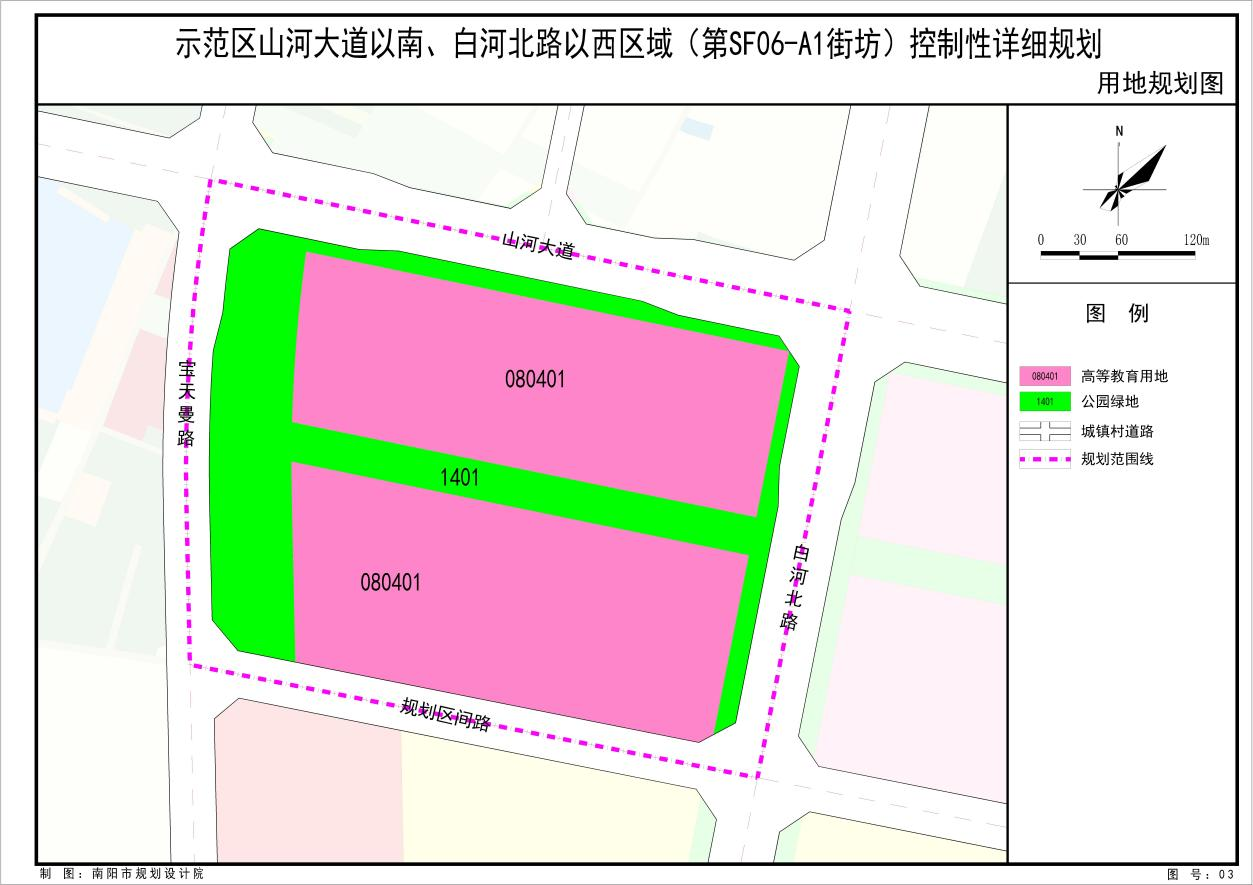 示范区山河大道以南、白河北路以西区域（第SF06-A1街坊）控制性详细规划
用地规划图
N
0 30 60 120m
图 例
080401 高等教育用地
1401 公园绿地
城镇村道路
规划范围线
山河大道
宝天曼路
080401
1401
080401
白河北路
规划区间路
制 图：南阳市规划设计院
图 号：03